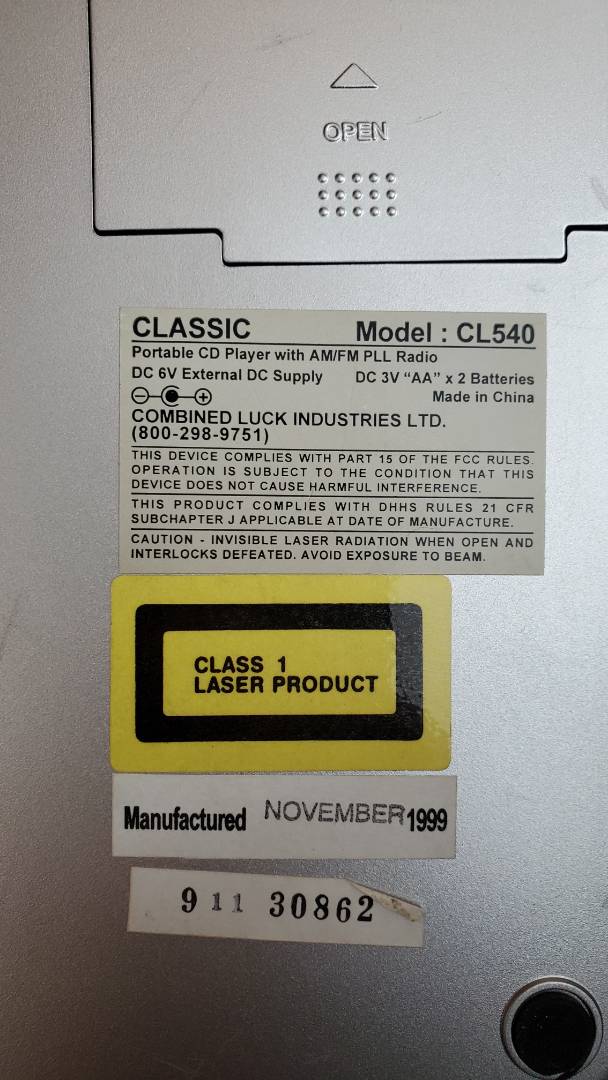 OPEN
CLASSIC Model : CL540
Portable CD Player with AM/FM PLL Radio
DC 6V External DC Supply DC 3V “AA” x 2 Batteries
Made in China
COMBINED LUCK INDUSTRIES LTD.
(800-298-9751)
THIS DEVICE COMPLIES WITH PART 15 OF THE FCC RULES.
OPERATION IS SUBJECT TO THE CONDITION THAT THIS
DEVICE DOES NOT CAUSE HARMFUL INTERFERENCE.
THIS PRODUCT COMPLIES WITH DHHS RULES 21 CFR
SUBCHAPTER J APPLICABLE AT DATE OF MANUFACTURE.
CAUTION - INVISIBLE LASER RADIATION WHEN OPEN AND
INTERLOCKS DEFEATED. AVOID EXPOSURE TO BEAM.
CLASS 1
LASER PRODUCT
Manufactured NOVEMBER 1999
9 11 30862